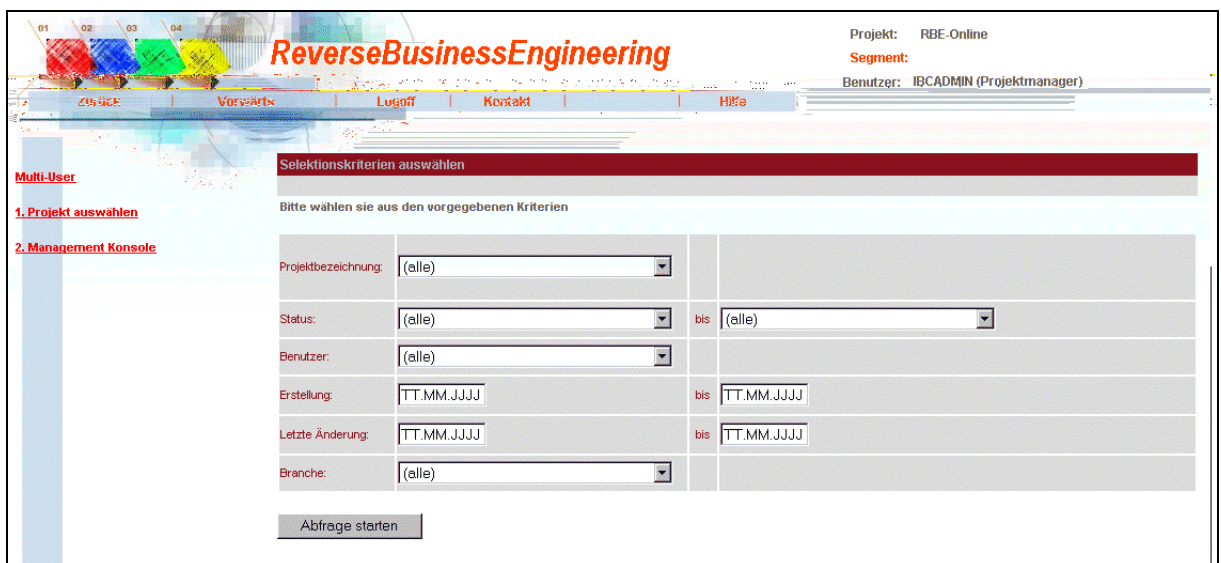 01 02 03 04
ReverseBusinessEngineering
Projekt: RBE-Online
Segment:
Benutzer: IBCADMIN (Projektmanager)
Zurück | Vorwärts | Logoff | Kontakt | | Hilfe
Multi-User
1. Projekt auswählen
2. Management Konsole
Selektionskriterien auswählen
Bitte wählen sie aus den vorgegebenen Kriterien
Projektbezeichnung: (alle)
Status: (alle) bis (alle)
Benutzer: (alle)
Erstellung: TT.MM.JJJJ bis TT.MM.JJJJ
Letzte Änderung: TT.MM.JJJJ bis TT.MM.JJJJ
Branche: (alle)
Abfrage starten